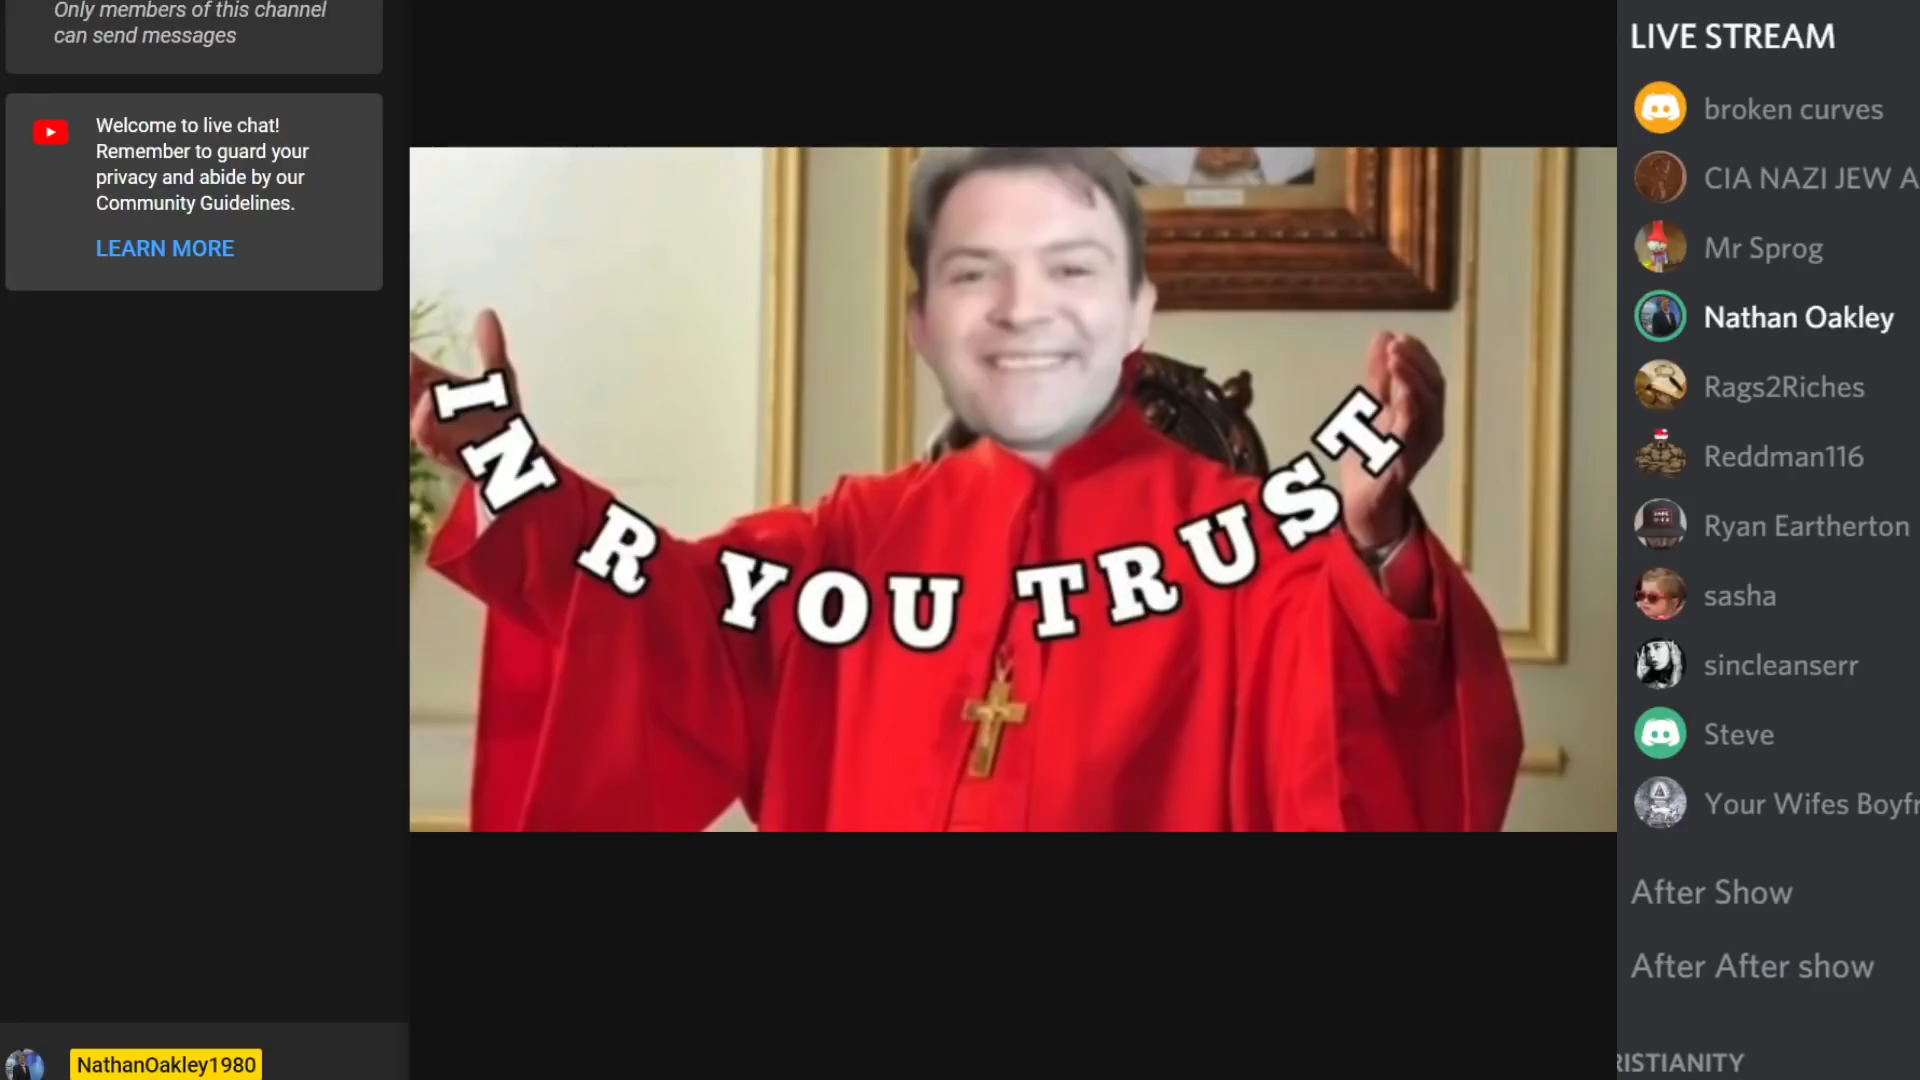 Only members of this channel
can send messages
Welcome to live chat!
Remember to guard your
privacy and abide by our
Community Guidelines.
LEARN MORE
NathanOakley1980
IN R YOU TRUST
LIVE STREAM
broken curves
CIA NAZI JEW A
Mr Sprog
Nathan Oakley
Rags2Riches
Reddman116
Ryan Eartherton
sasha
sincleanserr
Steve
Your Wifes Boyfr
After Show
After After show
RISTIANITY